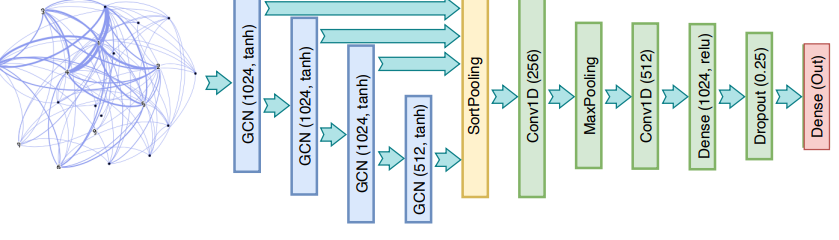 GCN (1024, tanh)
GCN (1024, tanh)
GCN (1024, tanh)
GCN (512, tanh)
SortPooling
Conv1D (256)
MaxPooling
Conv1D (512)
Dense (1024, relu)
Dropout (0.25)
Dense (Out)